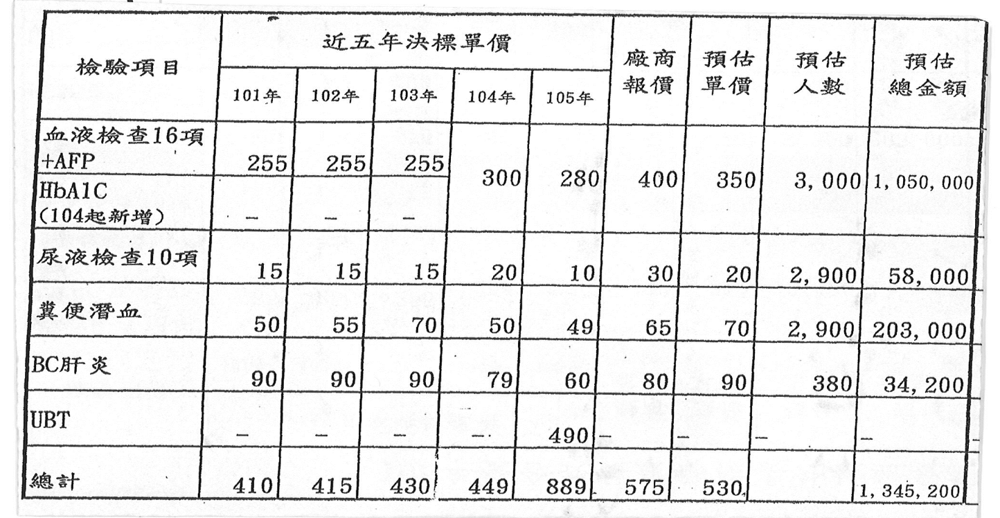 檢驗項目 近五年決標單價 廠商報價 預估單價 預估人數 預估總金額
101年 102年 103年 104年 105年
血液檢查16項+AFP 255 255 255 300 280 400 350 3,000 1,050,000
HbA1C
(104起新增) － － －
尿液檢查10項 15 15 15 20 10 30 20 2,900 58,000
糞便潛血 50 55 70 50 49 65 70 2,900 203,000
BC肝炎 90 90 90 79 60 80 90 380 34,200
UBT － － － － 490 － － － － －
總計 410 415 430 449 889 575 530 1,345,200